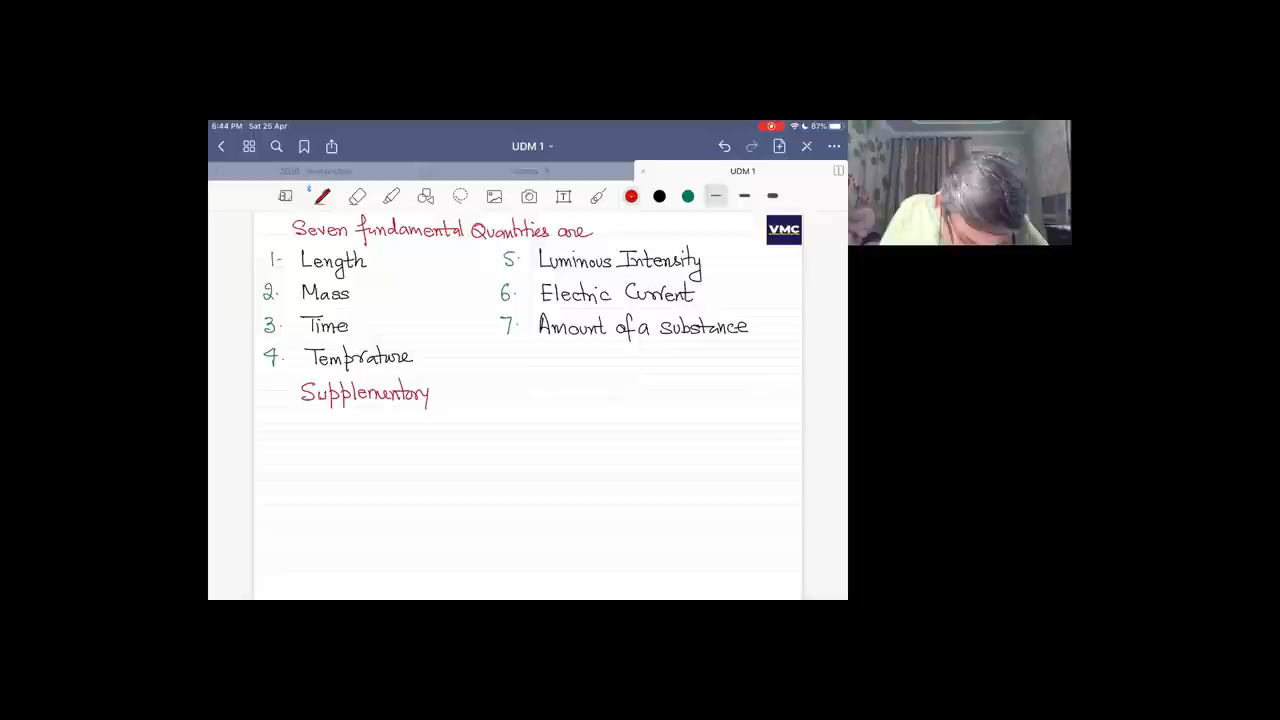 6:44 PM Sat 25 Apr
87%
UDM 1
UDM 1
Seven fundamental Quantities are
VMC
1- Length
2. Mass
3. Time
4. Temprature
5. Luminous Intensity
6. Electric Current
7. Amount of a substance
Supplementory